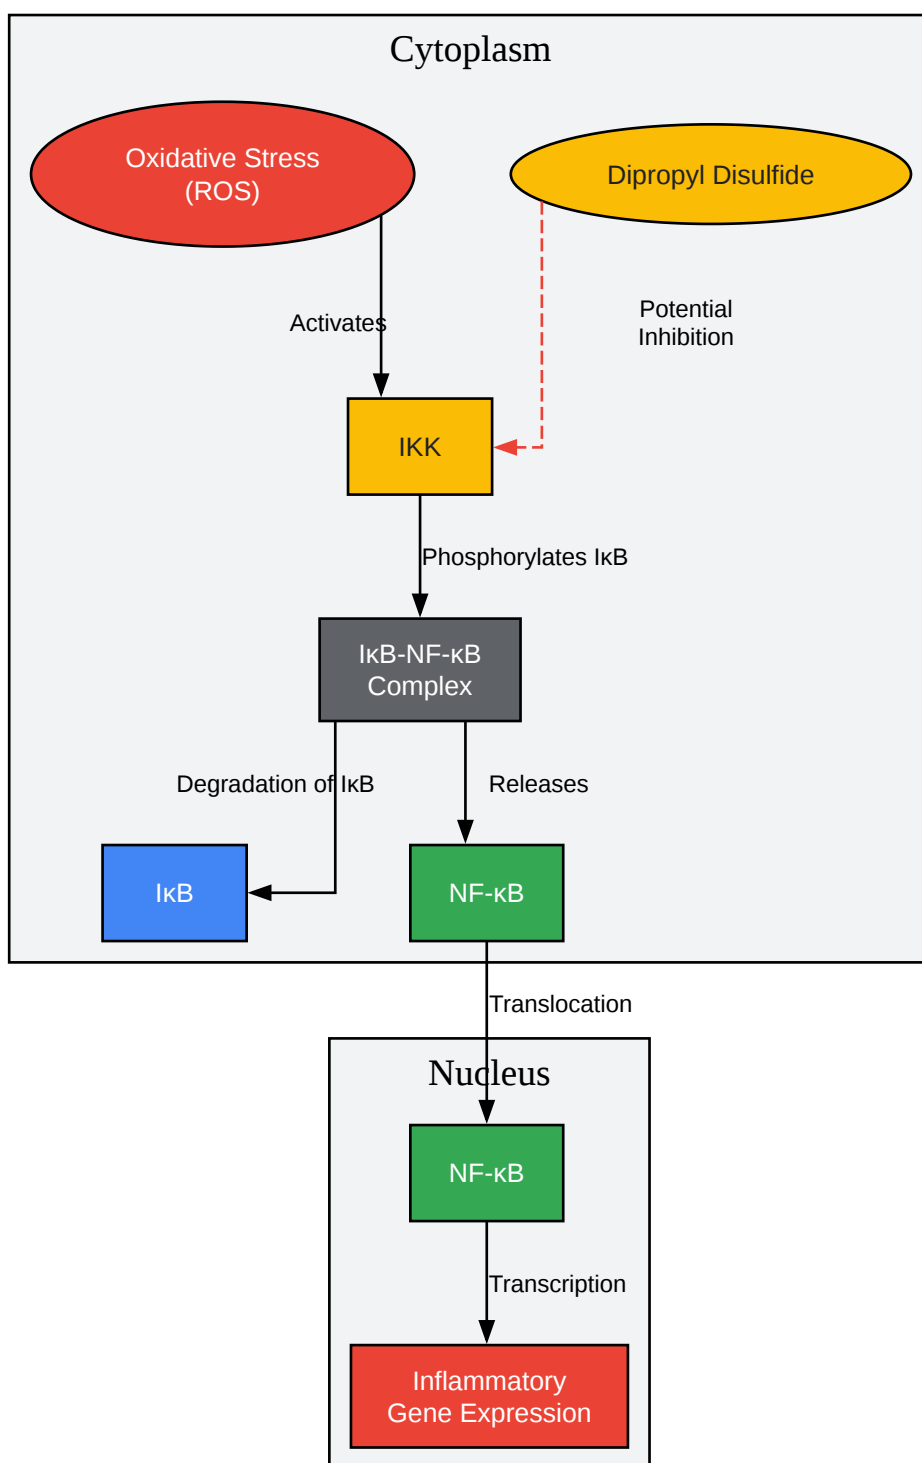 Cytoplasm
Oxidative Stress
(ROS)
Dipropyl Disulfide
Activates
Potential
Inhibition
IKK
Phosphorylates IκB
IκB-NF-κB
Complex
Degradation of IκB
Releases
IκB
NF-κB
Translocation
Nucleus
NF-κB
Transcription
Inflammatory
Gene Expression